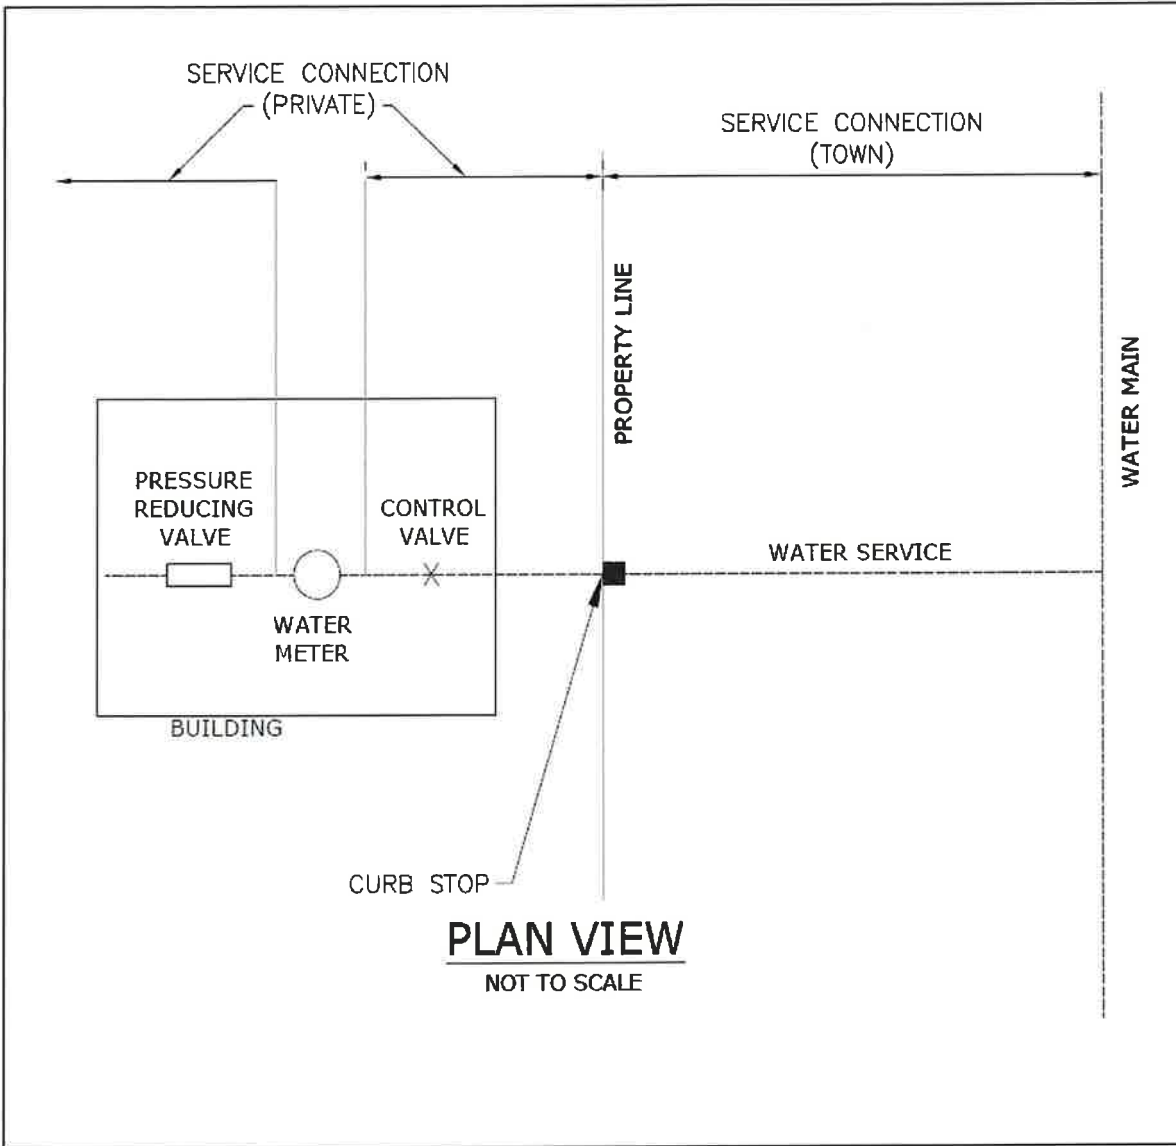 SERVICE CONNECTION
(PRIVATE)
SERVICE CONNECTION
(TOWN)
PROPERTY LINE
WATER MAIN
PRESSURE
REDUCING
VALVE
CONTROL
VALVE
WATER SERVICE
WATER
METER
BUILDING
CURB STOP
PLAN VIEW
NOT TO SCALE